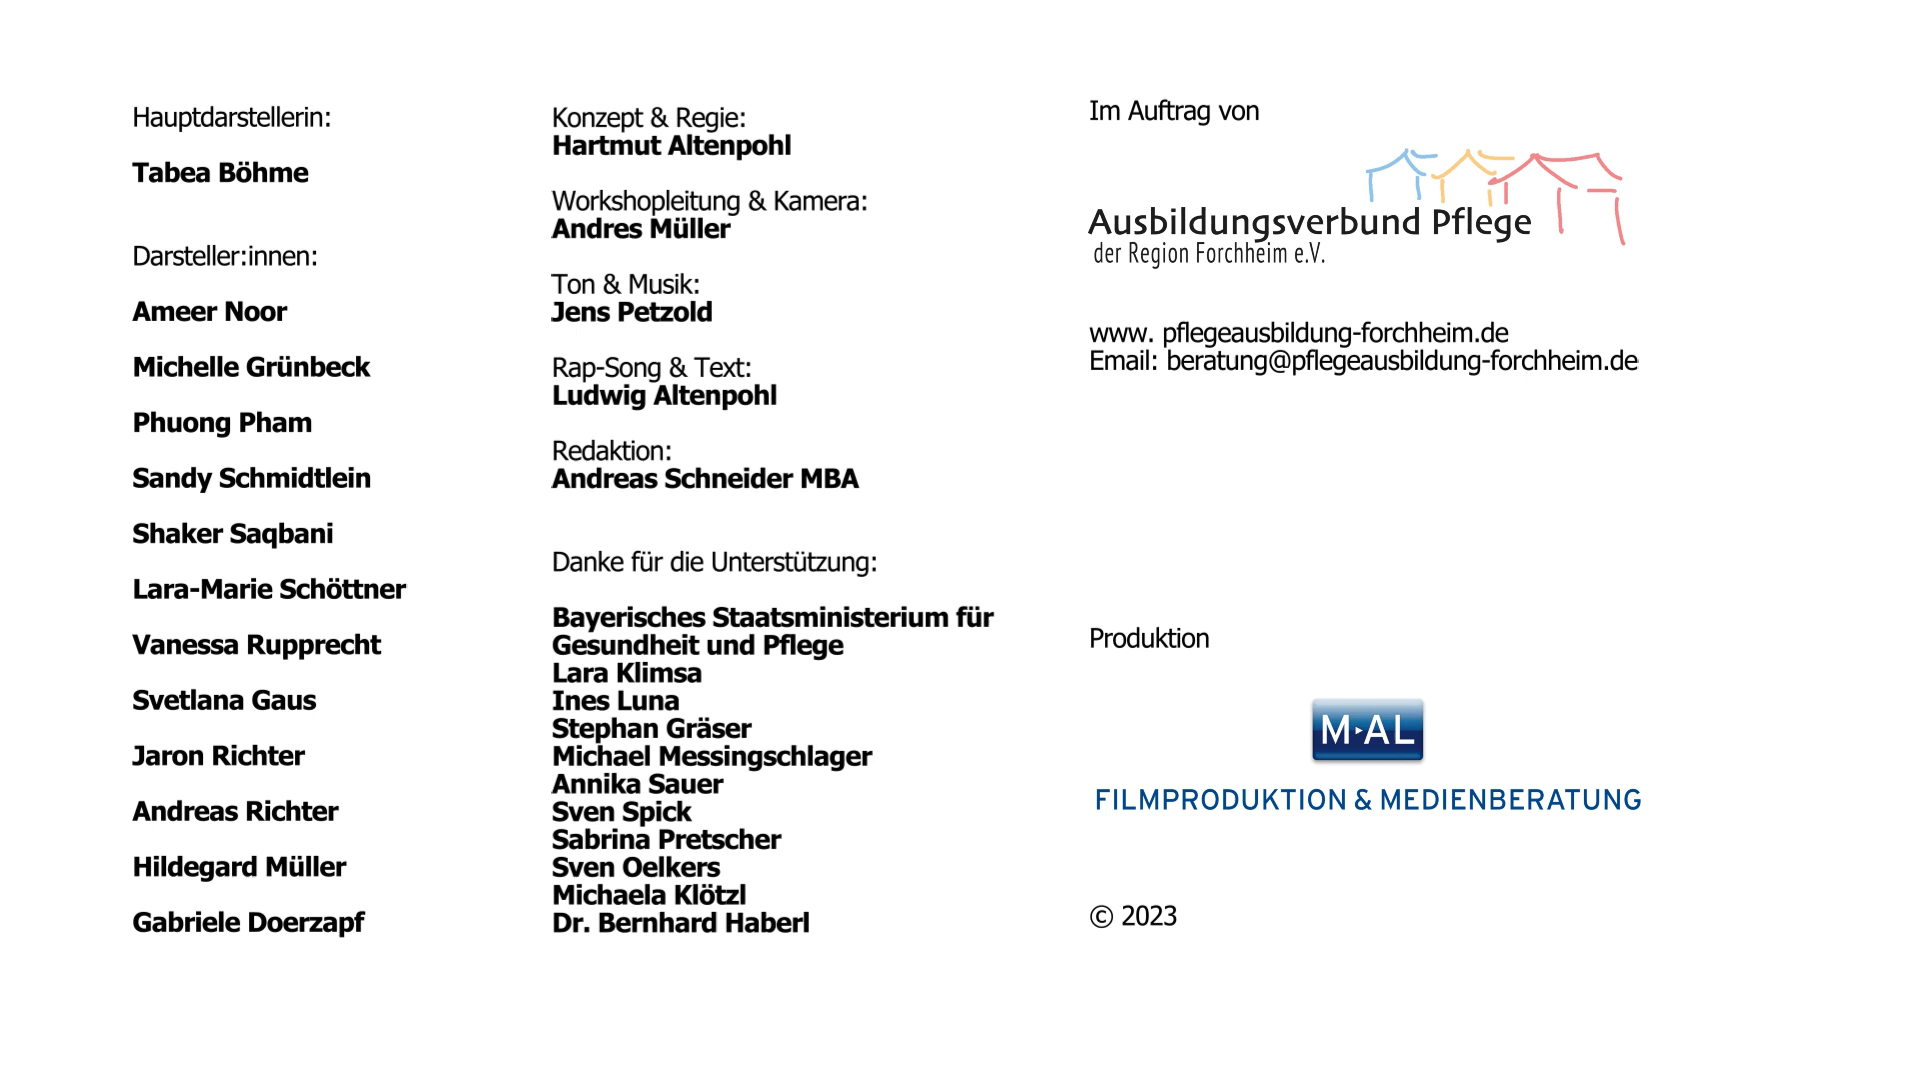 Hauptdarstellerin:
Tabea Böhme
Darsteller:innen:
Ameer Noor
Michelle Grünbeck
Phuong Pham
Sandy Schmidtlein
Shaker Saqbani
Lara-Marie Schöttner
Vanessa Rupprecht
Svetlana Gaus
Jaron Richter
Andreas Richter
Hildegard Müller
Gabriele Doerzapf
Konzept & Regie:
Hartmut Altenpohl
Workshopleitung & Kamera:
Andres Müller
Ton & Musik:
Jens Petzold
Rap-Song & Text:
Ludwig Altenpohl
Redaktion:
Andreas Schneider MBA
Danke für die Unterstützung:
Bayerisches Staatsministerium für
Gesundheit und Pflege
Lara Klimsa
Ines Luna
Stephan Gräser
Michael Messingschlager
Annika Sauer
Sven Spick
Sabrina Pretscher
Sven Oelkers
Michaela Klötzl
Dr. Bernhard Haberl
Im Auftrag von
Ausbildungsverbund Pflege
der Region Forchheim e.V.
www. pflegeausbildung-forchheim.de
Email: beratung@pflegeausbildung-forchheim.de
Produktion
M▸AL
FILMPRODUKTION & MEDIENBERATUNG
© 2023